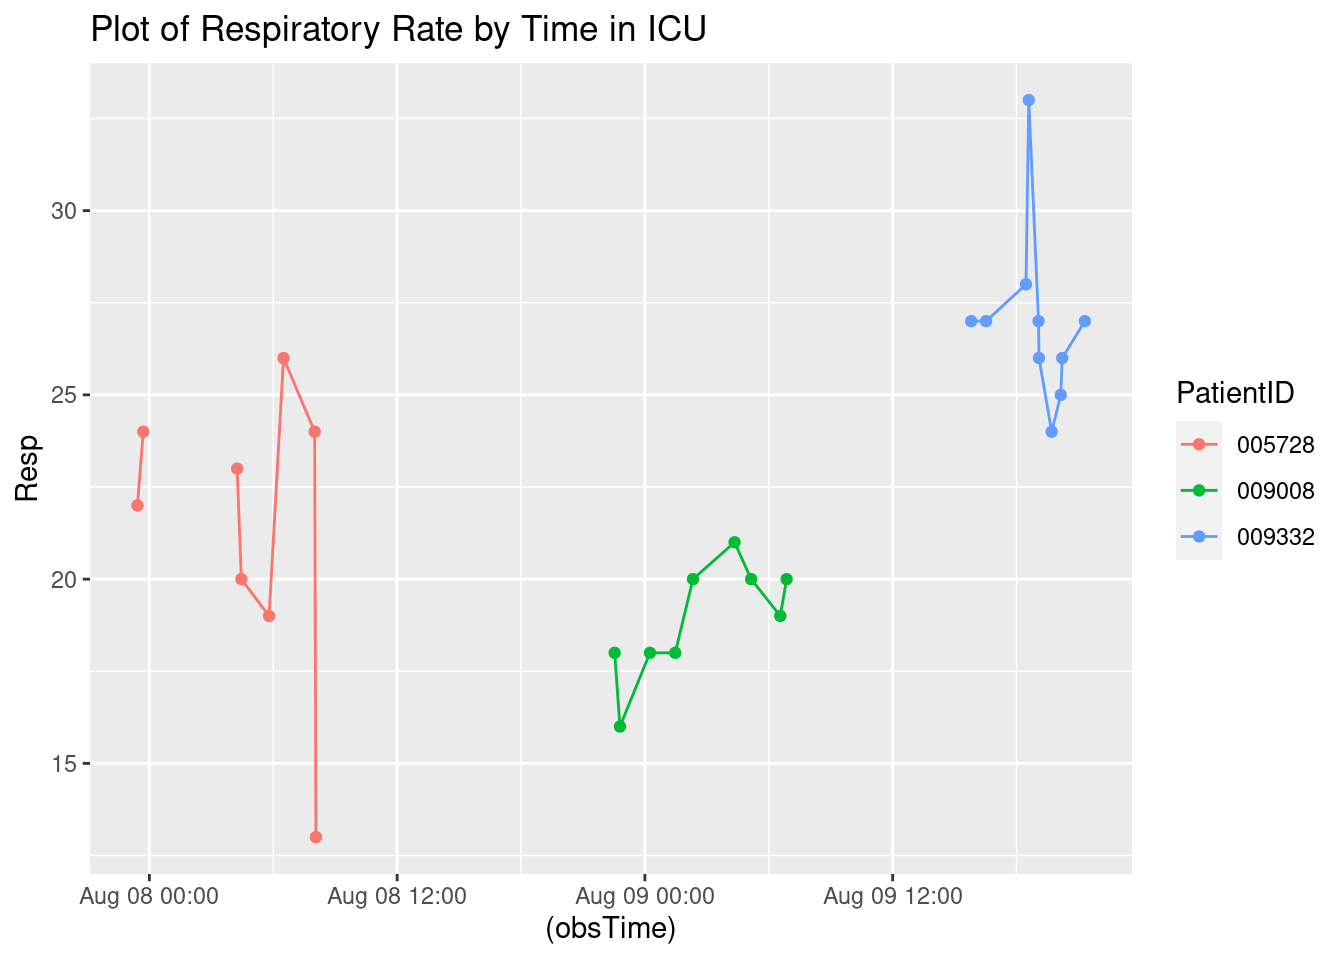 Plot of Respiratory Rate by Time in ICU
30
25
20
15
Resp
Aug 08 00:00
Aug 08 12:00
Aug 09 00:00
Aug 09 12:00
(obsTime)
PatientID
005728
009008
009332